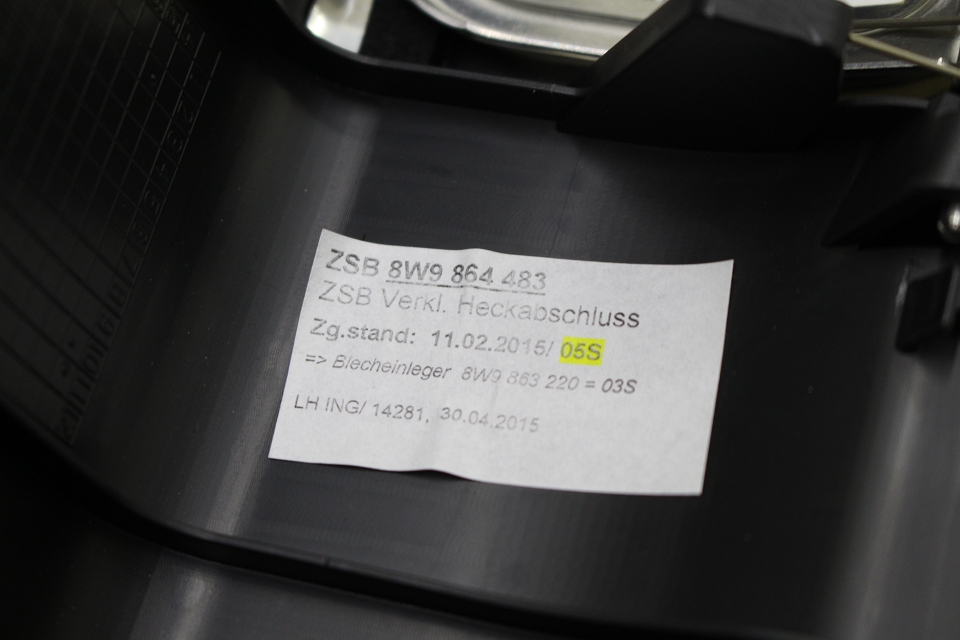 ZSB 8W9 864 483
ZSB Verkl. Heckabschluss
Zg.stand: 11.02.2015/ 05S
=> Blecheinleger 8W9 863 220 = 03S
LH ING/ 14281, 30.04.2015